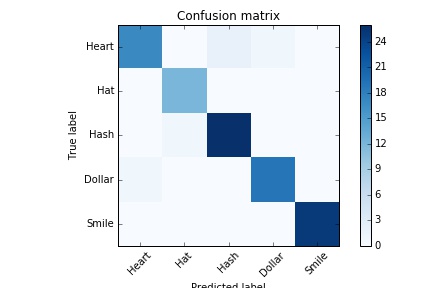 Confusion matrix
True label
Heart
Hat
Hash
Dollar
Smile
Heart
Hat
Hash
Dollar
Smile
Predicted label
24
21
18
15
12
9
6
3
0